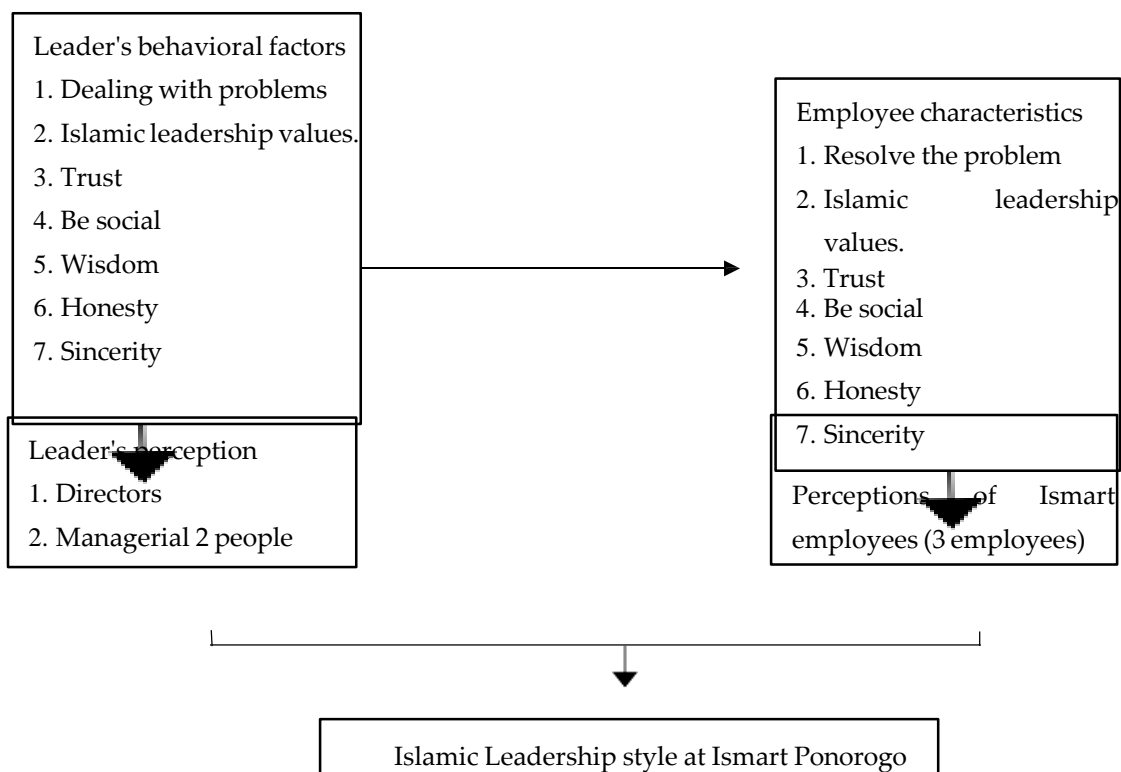 Leader's behavioral factors
1. Dealing with problems
2. Islamic leadership values.
3. Trust
4. Be social
5. Wisdom
6. Honesty
7. Sincerity
Leader's perception
1. Directors
2. Managerial 2 people
Employee characteristics
1. Resolve the problem
2. Islamic leadership
values.
3. Trust
4. Be social
5. Wisdom
6. Honesty
7. Sincerity
Perceptions of Ismart
employees (3 employees)
Islamic Leadership style at Ismart Ponorogo